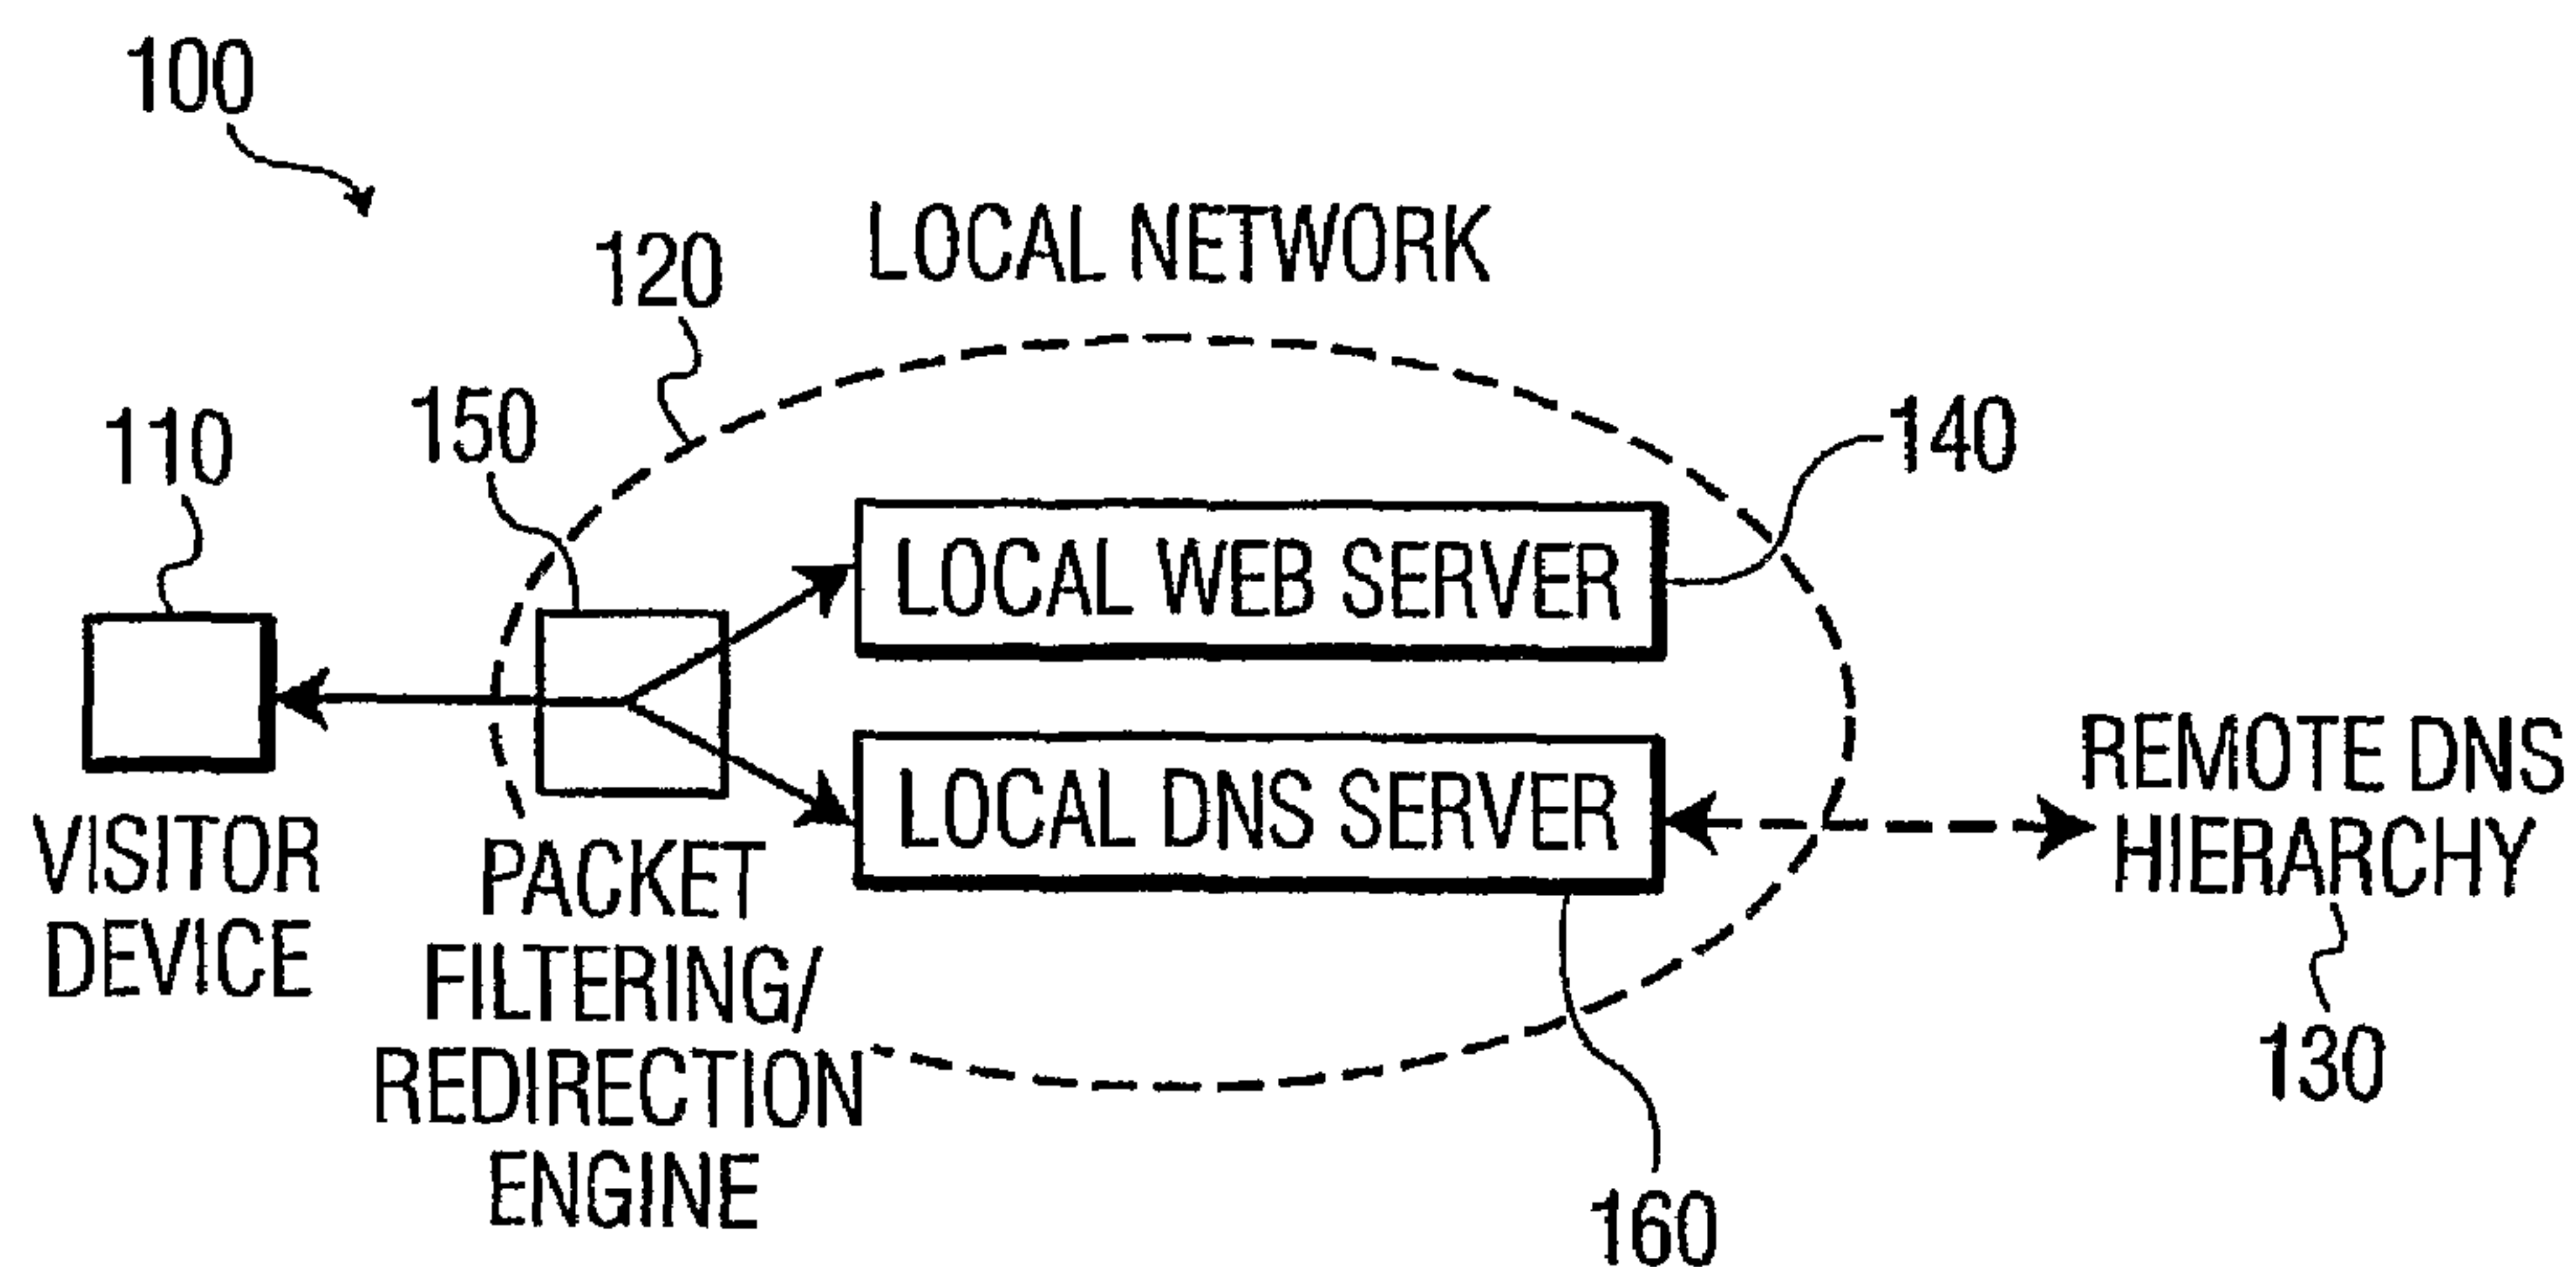 100
LOCAL NETWORK
120
110
150
140
LOCAL WEB SERVER
LOCAL DNS SERVER
REMOTE DNS
HIERARCHY
130
VISITOR
DEVICE
PACKET
FILTERING/
REDIRECTION
ENGINE
160